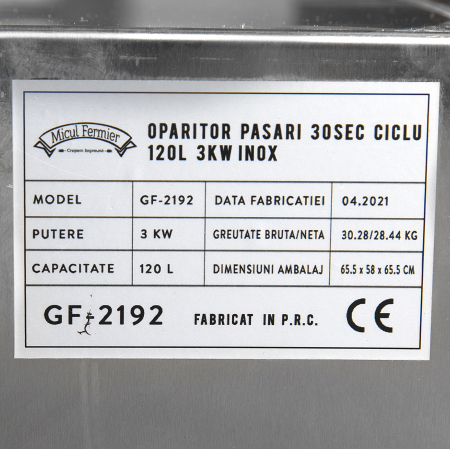 Micul Fermier
Creștem împreună
OPARITOR PASARI 30SEC CICLU
120L 3KW INOX
MODEL GF-2192 DATA FABRICATIEI 04.2021
PUTERE 3 KW GREUTATE BRUTA/NETA 30.28/28.44 KG
CAPACITATE 120 L DIMENSIUNI AMBALAJ 65.5 x 58 x 65.5 CM
GF-2192 FABRICAT IN P.R.C. CE